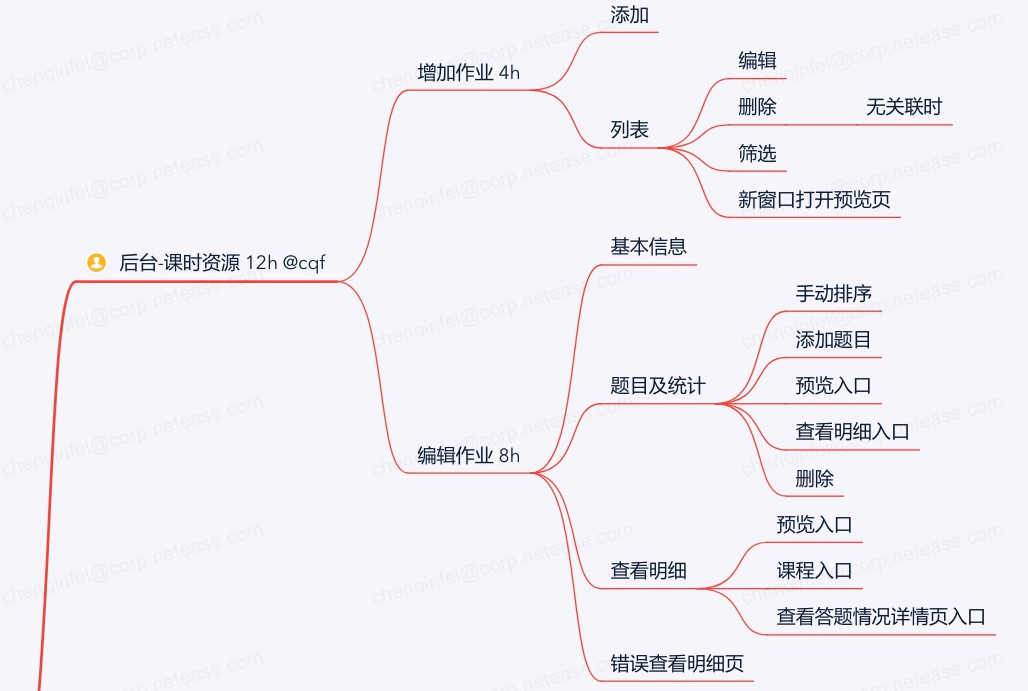 后台-课时资源 12h @cqf
增加作业 4h
添加
列表
编辑
删除
无关联时
筛选
新窗口打开预览页
编辑作业 8h
基本信息
题目及统计
手动排序
添加题目
预览入口
查看明细入口
删除
查看明细
预览入口
课程入口
查看答题情况详情页入口
错误查看明细页
chenqinfei@corp.netease.com